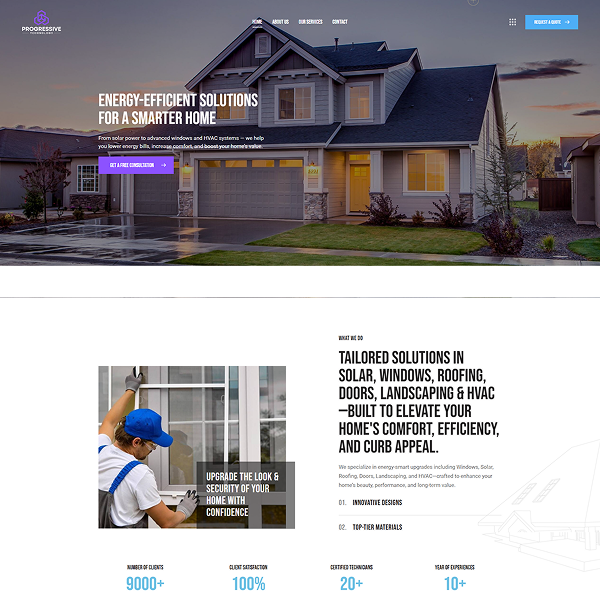 PROGRESSIVE
HOME
ABOUT US
OUR SERVICES
CONTACT
REQUEST A QUOTE
ENERGY-EFFICIENT SOLUTIONS
FOR A SMARTER HOME
From solar power to advanced windows and HVAC systems — we help
you lower energy bills, increase comfort, and boost your home's value.
GET A FREE CONSULTATION
WHAT WE DO
TAILORED SOLUTIONS IN
SOLAR, WINDOWS, ROOFING,
DOORS, LANDSCAPING & HVAC
—BUILT TO ELEVATE YOUR
HOME'S COMFORT, EFFICIENCY,
AND CURB APPEAL.
We specialize in energy-smart upgrades including Windows, Solar,
Roofing, Doors, Landscaping, and HVAC—crafted to enhance your
home's beauty, performance, and long-term value.
01. INNOVATIVE DESIGNS
02. TOP-TIER MATERIALS
UPGRADE THE LOOK &
SECURITY OF YOUR
HOME WITH
CONFIDENCE
NUMBER OF CLIENTS
9000+
CLIENT SATISFACTION
100%
CERTIFIED TECHNICIANS
20+
YEAR OF EXPERIENCES
10+